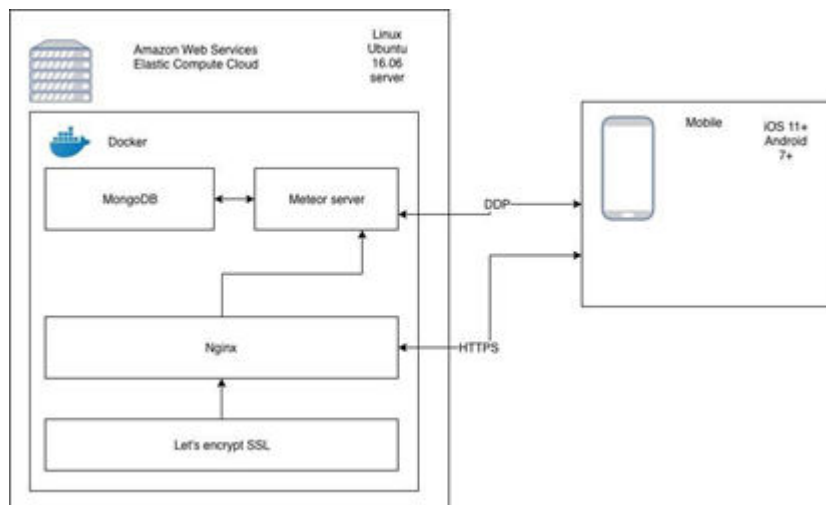 Amazon Web Services
Elastic Compute Cloud
Linux
Ubuntu
16.06
server
Docker
MongoDB
Meteor server
Nginx
Let's encrypt SSL
DDP
HTTPS
Mobile
iOS 11+
Android
7+